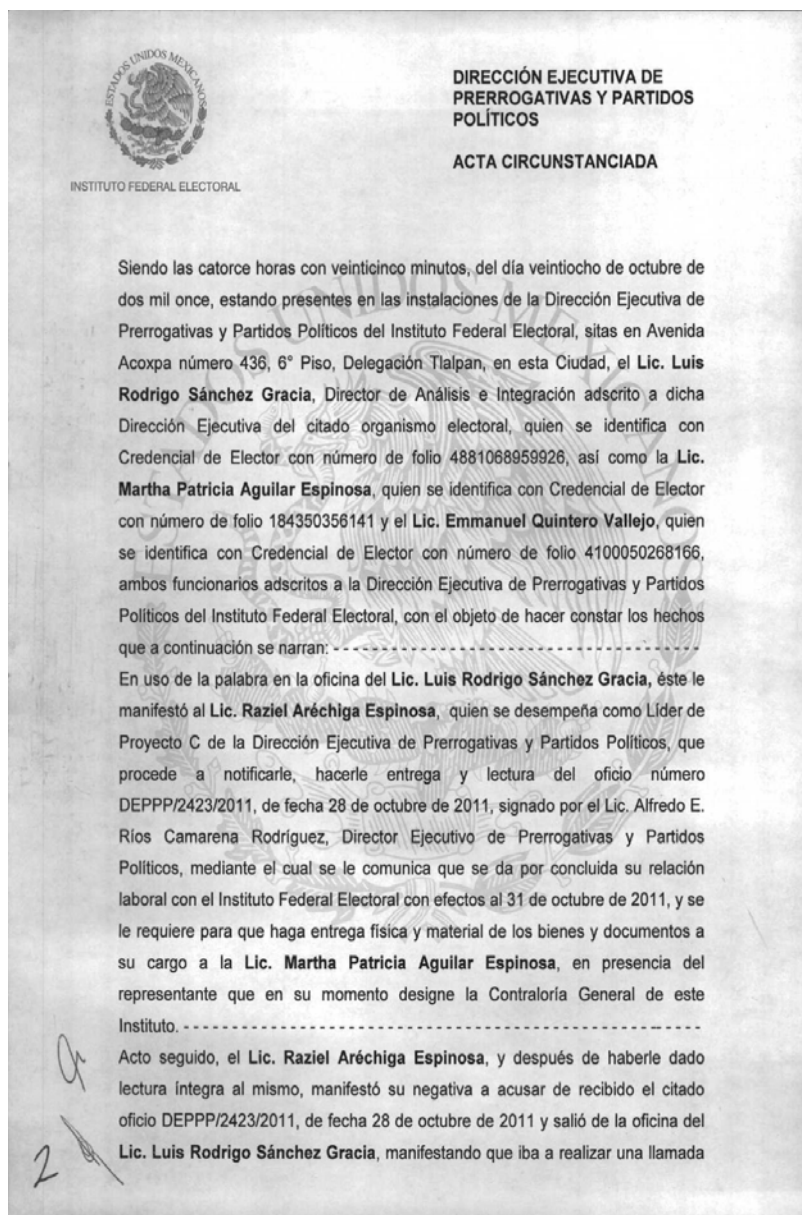 ESTADOS UNIDOS MEXICANOS
INSTITUTO FEDERAL ELECTORAL
DIRECCIÓN EJECUTIVA DE
PRERROGATIVAS Y PARTIDOS
POLÍTICOS
ACTA CIRCUNSTANCIADA
Siendo las catorce horas con veinticinco minutos, del día veintiocho de octubre de
dos mil once, estando presentes en las instalaciones de la Dirección Ejecutiva de
Prerrogativas y Partidos Políticos del Instituto Federal Electoral, sitas en Avenida
Acoxpa número 436, 6° Piso, Delegación Tlalpan, en esta Ciudad, el Lic. Luis
Rodrigo Sánchez Gracia, Director de Análisis e Integración adscrito a dicha
Dirección Ejecutiva del citado organismo electoral, quien se identifica con
Credencial de Elector con número de folio 4881068959926, así como la Lic.
Martha Patricia Aguilar Espinosa, quien se identifica con Credencial de Elector
con número de folio 184350356141 y el Lic. Emmanuel Quintero Vallejo, quien
se identifica con Credencial de Elector con número de folio 4100050268166,
ambos funcionarios adscritos a la Dirección Ejecutiva de Prerrogativas y Partidos
Políticos del Instituto Federal Electoral, con el objeto de hacer constar los hechos
que a continuación se narran: - - - - - - - - - - - - - - - - - - - - - - - - - - - - - - - - - - - - - - - -
En uso de la palabra en la oficina del Lic. Luis Rodrigo Sánchez Gracia, éste le
manifestó al Lic. Raziel Aréchiga Espinosa, quien se desempeña como Líder de
Proyecto C de la Dirección Ejecutiva de Prerrogativas y Partidos Políticos, que
procede a notificarle, hacerle entrega y lectura del oficio número
DEPPP/2423/2011, de fecha 28 de octubre de 2011, signado por el Lic. Alfredo E.
Ríos Camarena Rodríguez, Director Ejecutivo de Prerrogativas y Partidos
Políticos, mediante el cual se le comunica que se da por concluida su relación
laboral con el Instituto Federal Electoral con efectos al 31 de octubre de 2011, y se
le requiere para que haga entrega física y material de los bienes y documentos a
su cargo a la Lic. Martha Patricia Aguilar Espinosa, en presencia del
representante que en su momento designe la Contraloría General de este
Instituto. - - - - - - - - - - - - - - - - - - - - - - - - - - - - - - - - - - - - - - - - - - - - - - - - - - - - - - - -
Acto seguido, el Lic. Raziel Aréchiga Espinosa, y después de haberle dado
lectura íntegra al mismo, manifestó su negativa a acusar de recibido el citado
oficio DEPPP/2423/2011, de fecha 28 de octubre de 2011 y salió de la oficina del
Lic. Luis Rodrigo Sánchez Gracia, manifestando que iba a realizar una llamada